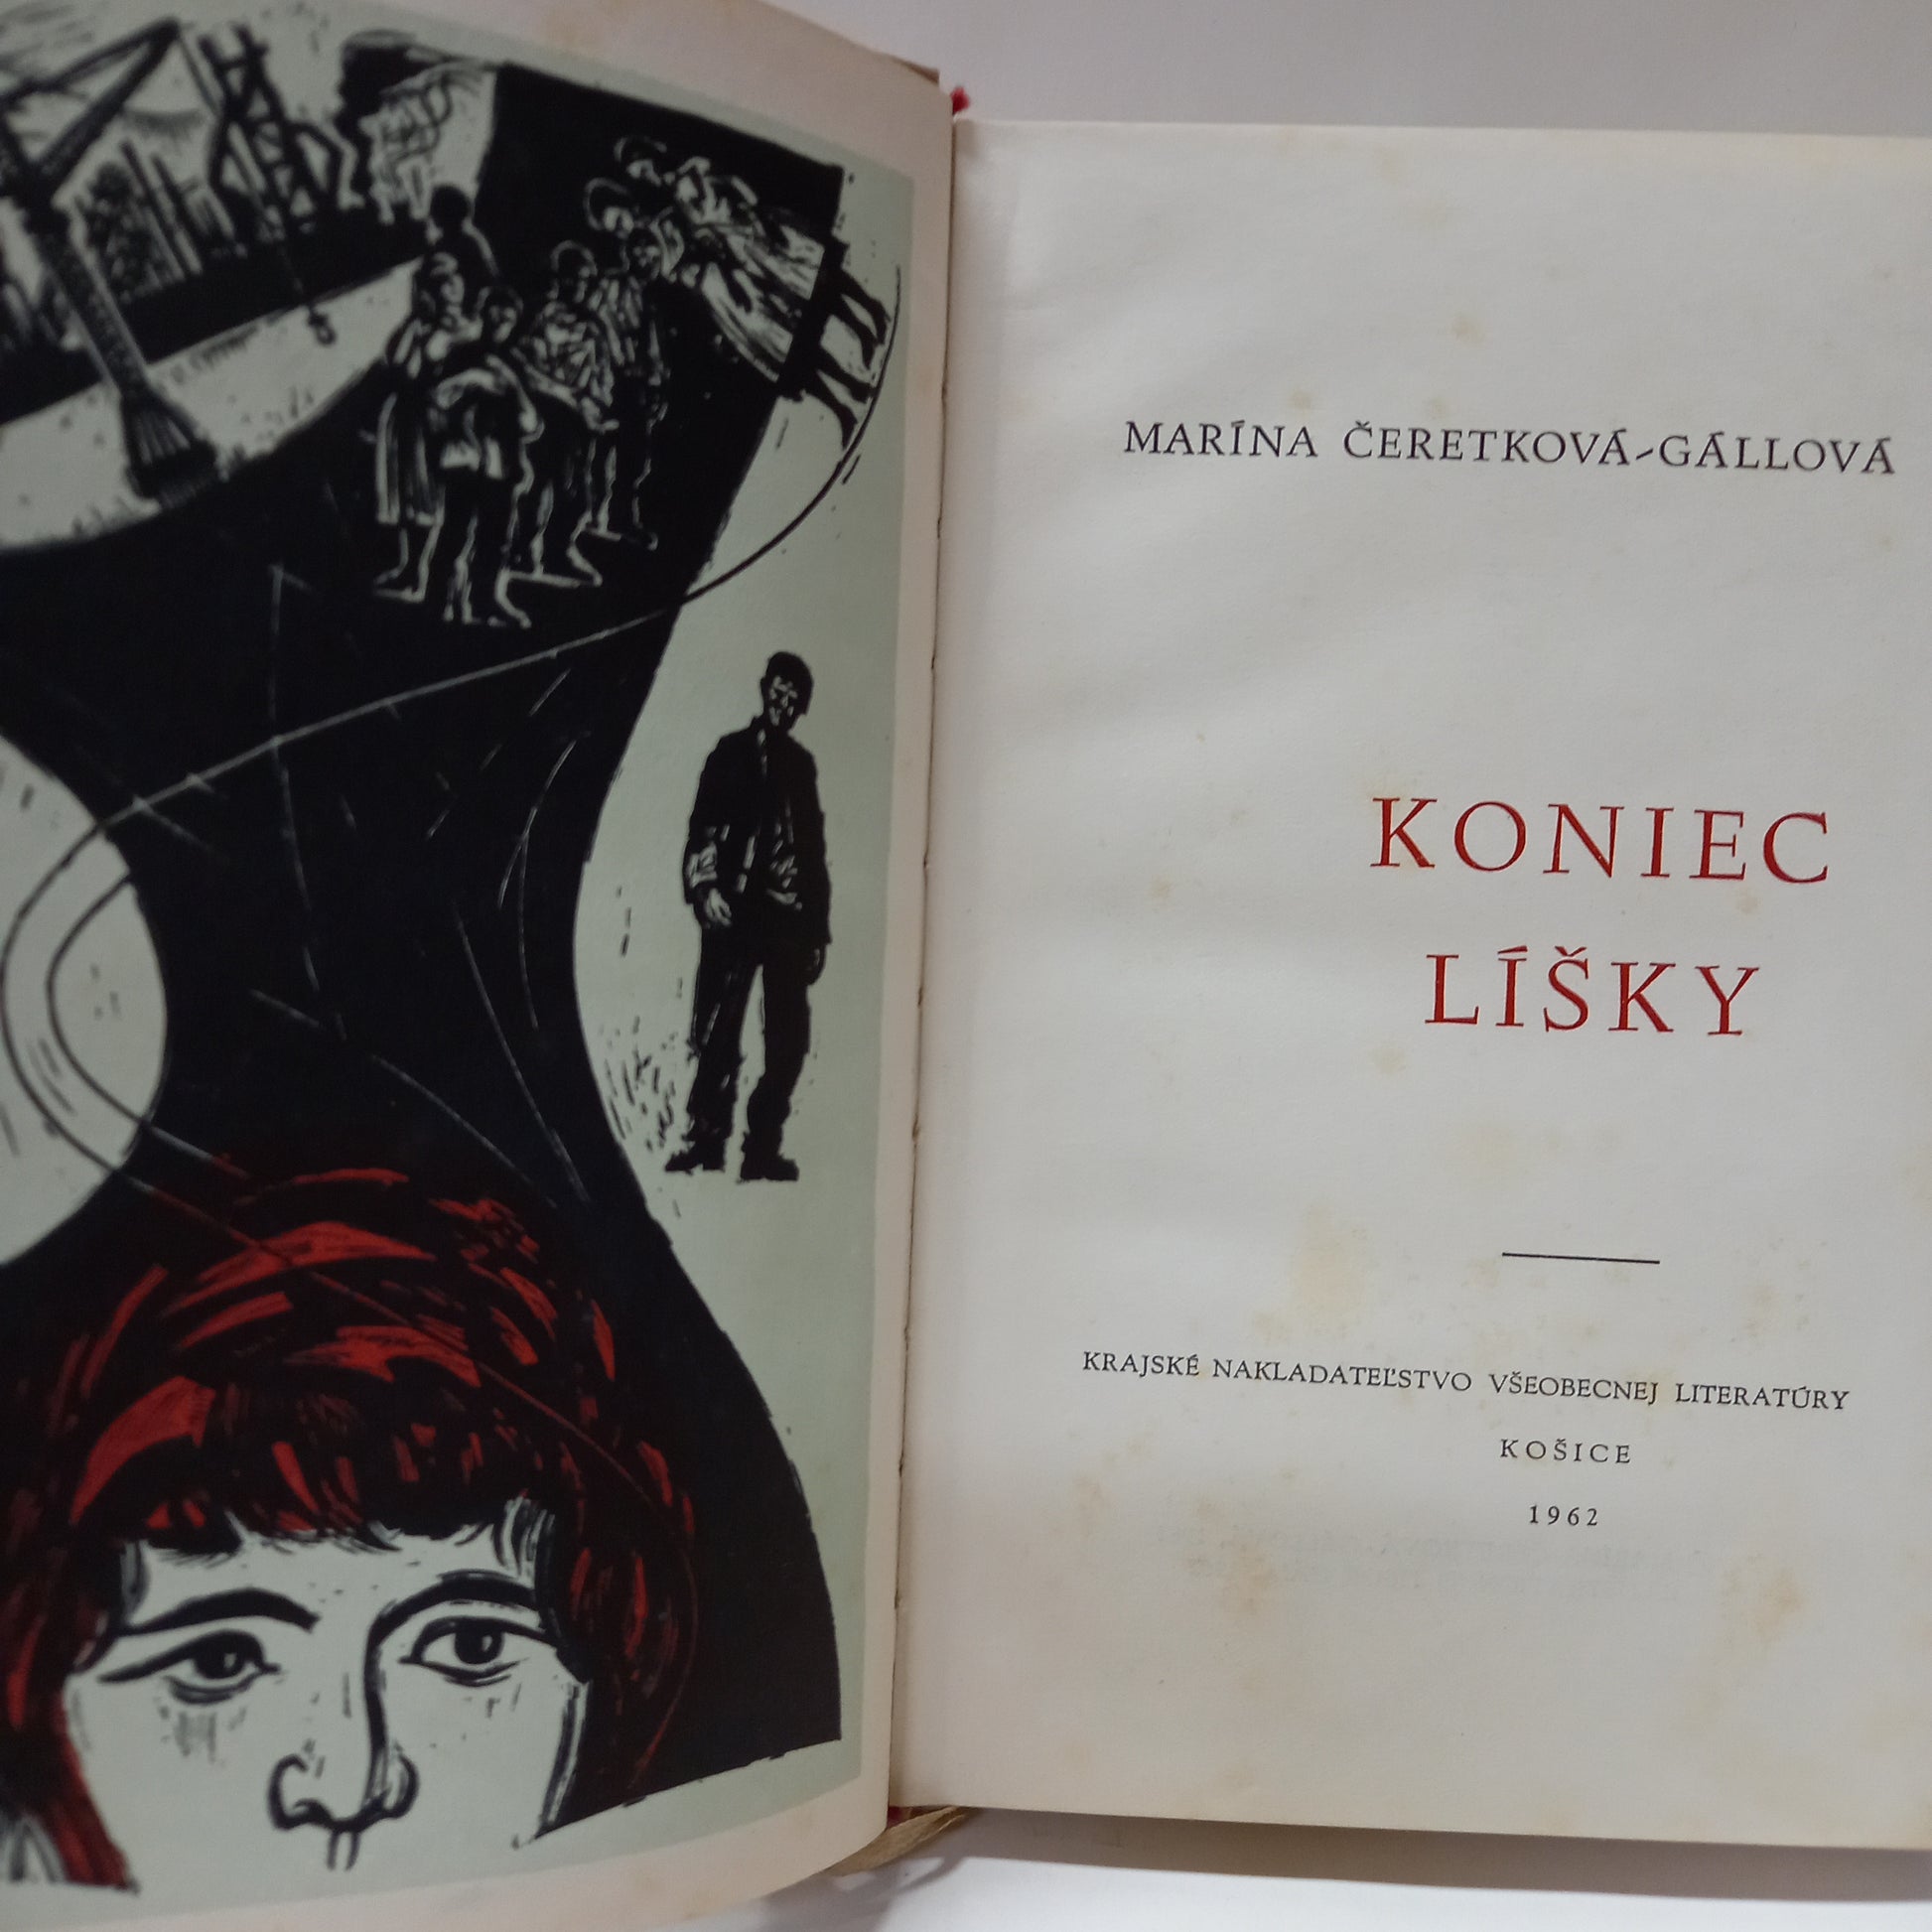 MARÍNA ČERETKOVÁ-GÁLLOVÁ
KONIEC
LÍŠKY
KRAJSKÉ NAKLADATEĽSTVO VŠEOBECNEJ LITERATÚRY
KOŠICE
1962